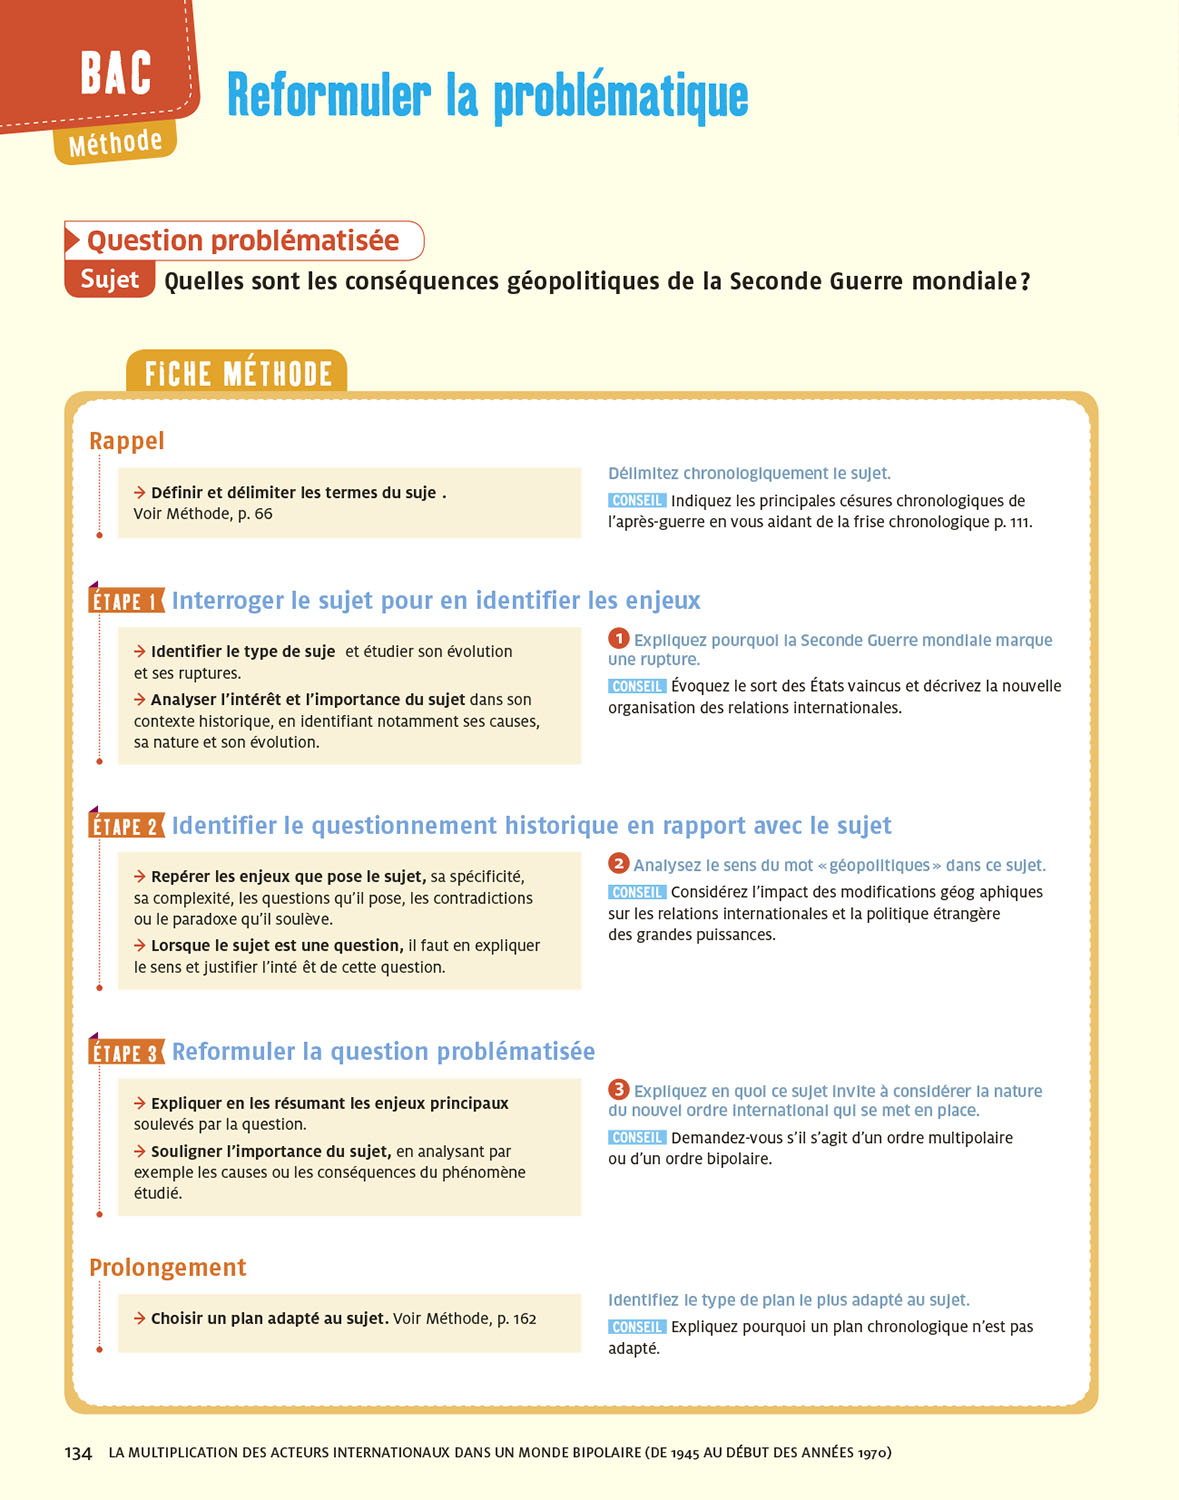 BAC
Méthode
Reformuler la problématique
Question problématisée
Sujet Quelles sont les conséquences géopolitiques de la Seconde Guerre mondiale ?
FiCHE MÉTHODE
Rappel
→ Définir et délimiter les termes du suje .
Voir Méthode, p. 66
Délimitez chronologiquement le sujet.
CONSEIL Indiquez les principales césures chronologiques de
l'après-guerre en vous aidant de la frise chronologique p. 111.
ÉTAPE 1 Interroger le sujet pour en identifier les enjeux
→ Identifier le type de suje et étudier son évolution
et ses ruptures.
→ Analyser l'intérêt et l'importance du sujet dans son
contexte historique, en identifiant notamment ses causes,
sa nature et son évolution.
1 Expliquez pourquoi la Seconde Guerre mondiale marque
une rupture.
CONSEIL Évoquez le sort des États vaincus et décrivez la nouvelle
organisation des relations internationales.
ÉTAPE 2 Identifier le questionnement historique en rapport avec le sujet
→ Repérer les enjeux que pose le sujet, sa spécificité,
sa complexité, les questions qu'il pose, les contradictions
ou le paradoxe qu'il soulève.
→ Lorsque le sujet est une question, il faut en expliquer
le sens et justifier l'inté êt de cette question.
2 Analysez le sens du mot « géopolitiques » dans ce sujet.
CONSEIL Considérez l'impact des modifications géog aphiques
sur les relations internationales et la politique étrangère
des grandes puissances.
ÉTAPE 3 Reformuler la question problématisée
→ Expliquer en les résumant les enjeux principaux
soulevés par la question.
→ Souligner l'importance du sujet, en analysant par
exemple les causes ou les conséquences du phénomène
étudié.
3 Expliquez en quoi ce sujet invite à considérer la nature
du nouvel ordre international qui se met en place.
CONSEIL Demandez-vous s'il s'agit d'un ordre multipolaire
ou d'un ordre bipolaire.
Prolongement
→ Choisir un plan adapté au sujet. Voir Méthode, p. 162
Identifiez le type de plan le plus adapté au sujet.
CONSEIL Expliquez pourquoi un plan chronologique n'est pas
adapté.
134 LA MULTIPLICATION DES ACTEURS INTERNATIONAUX DANS UN MONDE BIPOLAIRE (DE 1945 AU DÉBUT DES ANNÉES 1970)